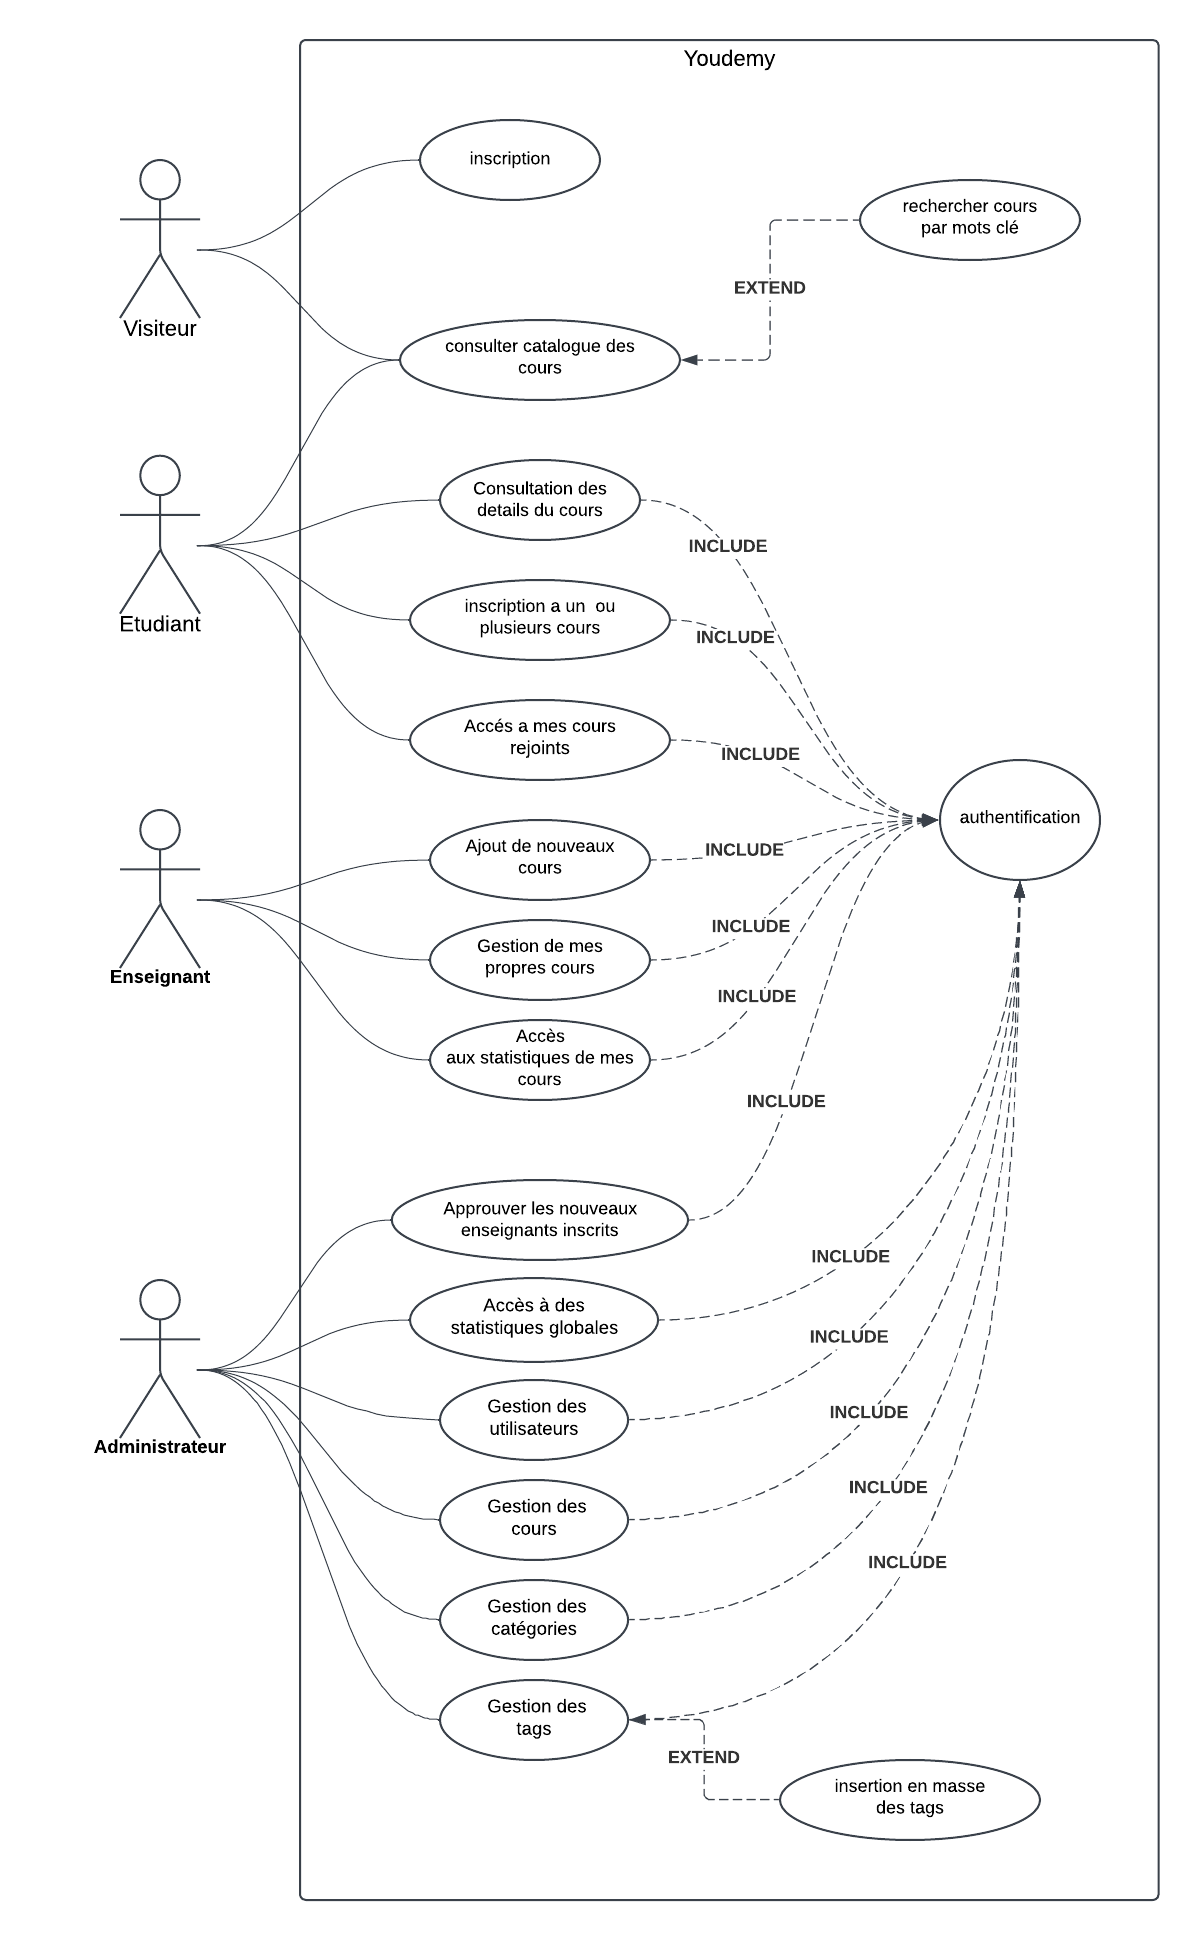 Youdemy
inscription
rechercher cours
par mots clé
EXTEND
Visiteur
consulter catalogue des
cours
Consultation des
details du cours
INCLUDE
Etudiant
inscription a un  ou
plusieurs cours
INCLUDE
Accés a mes cours
rejoints
INCLUDE
authentification
Ajout de nouveaux
cours
INCLUDE
Enseignant
Gestion de mes
propres cours
INCLUDE
Accès
aux statistiques de mes
cours
INCLUDE
INCLUDE
Approuver les nouveaux
enseignants inscrits
INCLUDE
Accès à des
statistiques globales
INCLUDE
Administrateur
Gestion des
utilisateurs
INCLUDE
Gestion des
cours
INCLUDE
Gestion des
catégories
INCLUDE
Gestion des
tags
EXTEND
insertion en masse
des tags